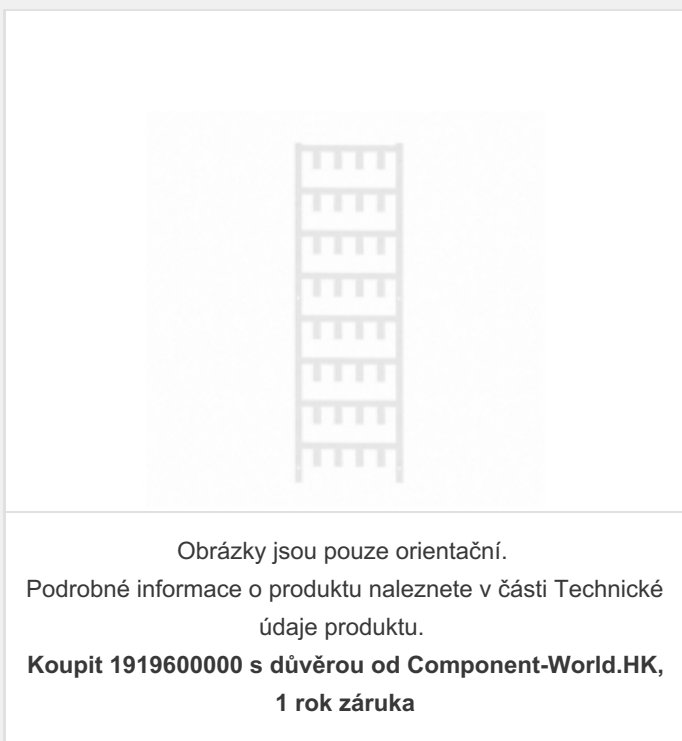 Obrázky jsou pouze orientační.
Podrobné informace o produktu naleznete v části Technické
údaje produktu.
Koupit 1919600000 s důvěrou od Component-World.HK,
1 rok záruka